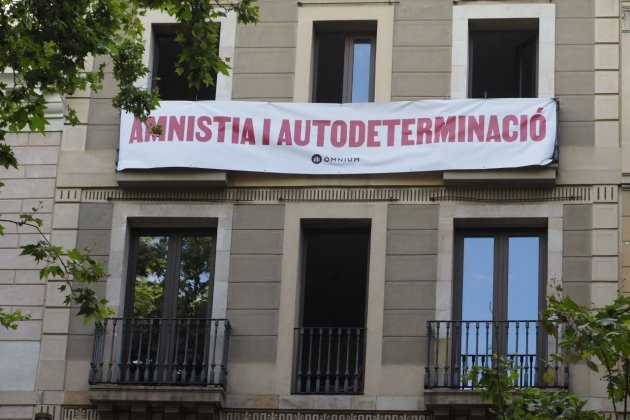 AMNISTIA I AUTODETERMINACIÓ
ÒMNIUM